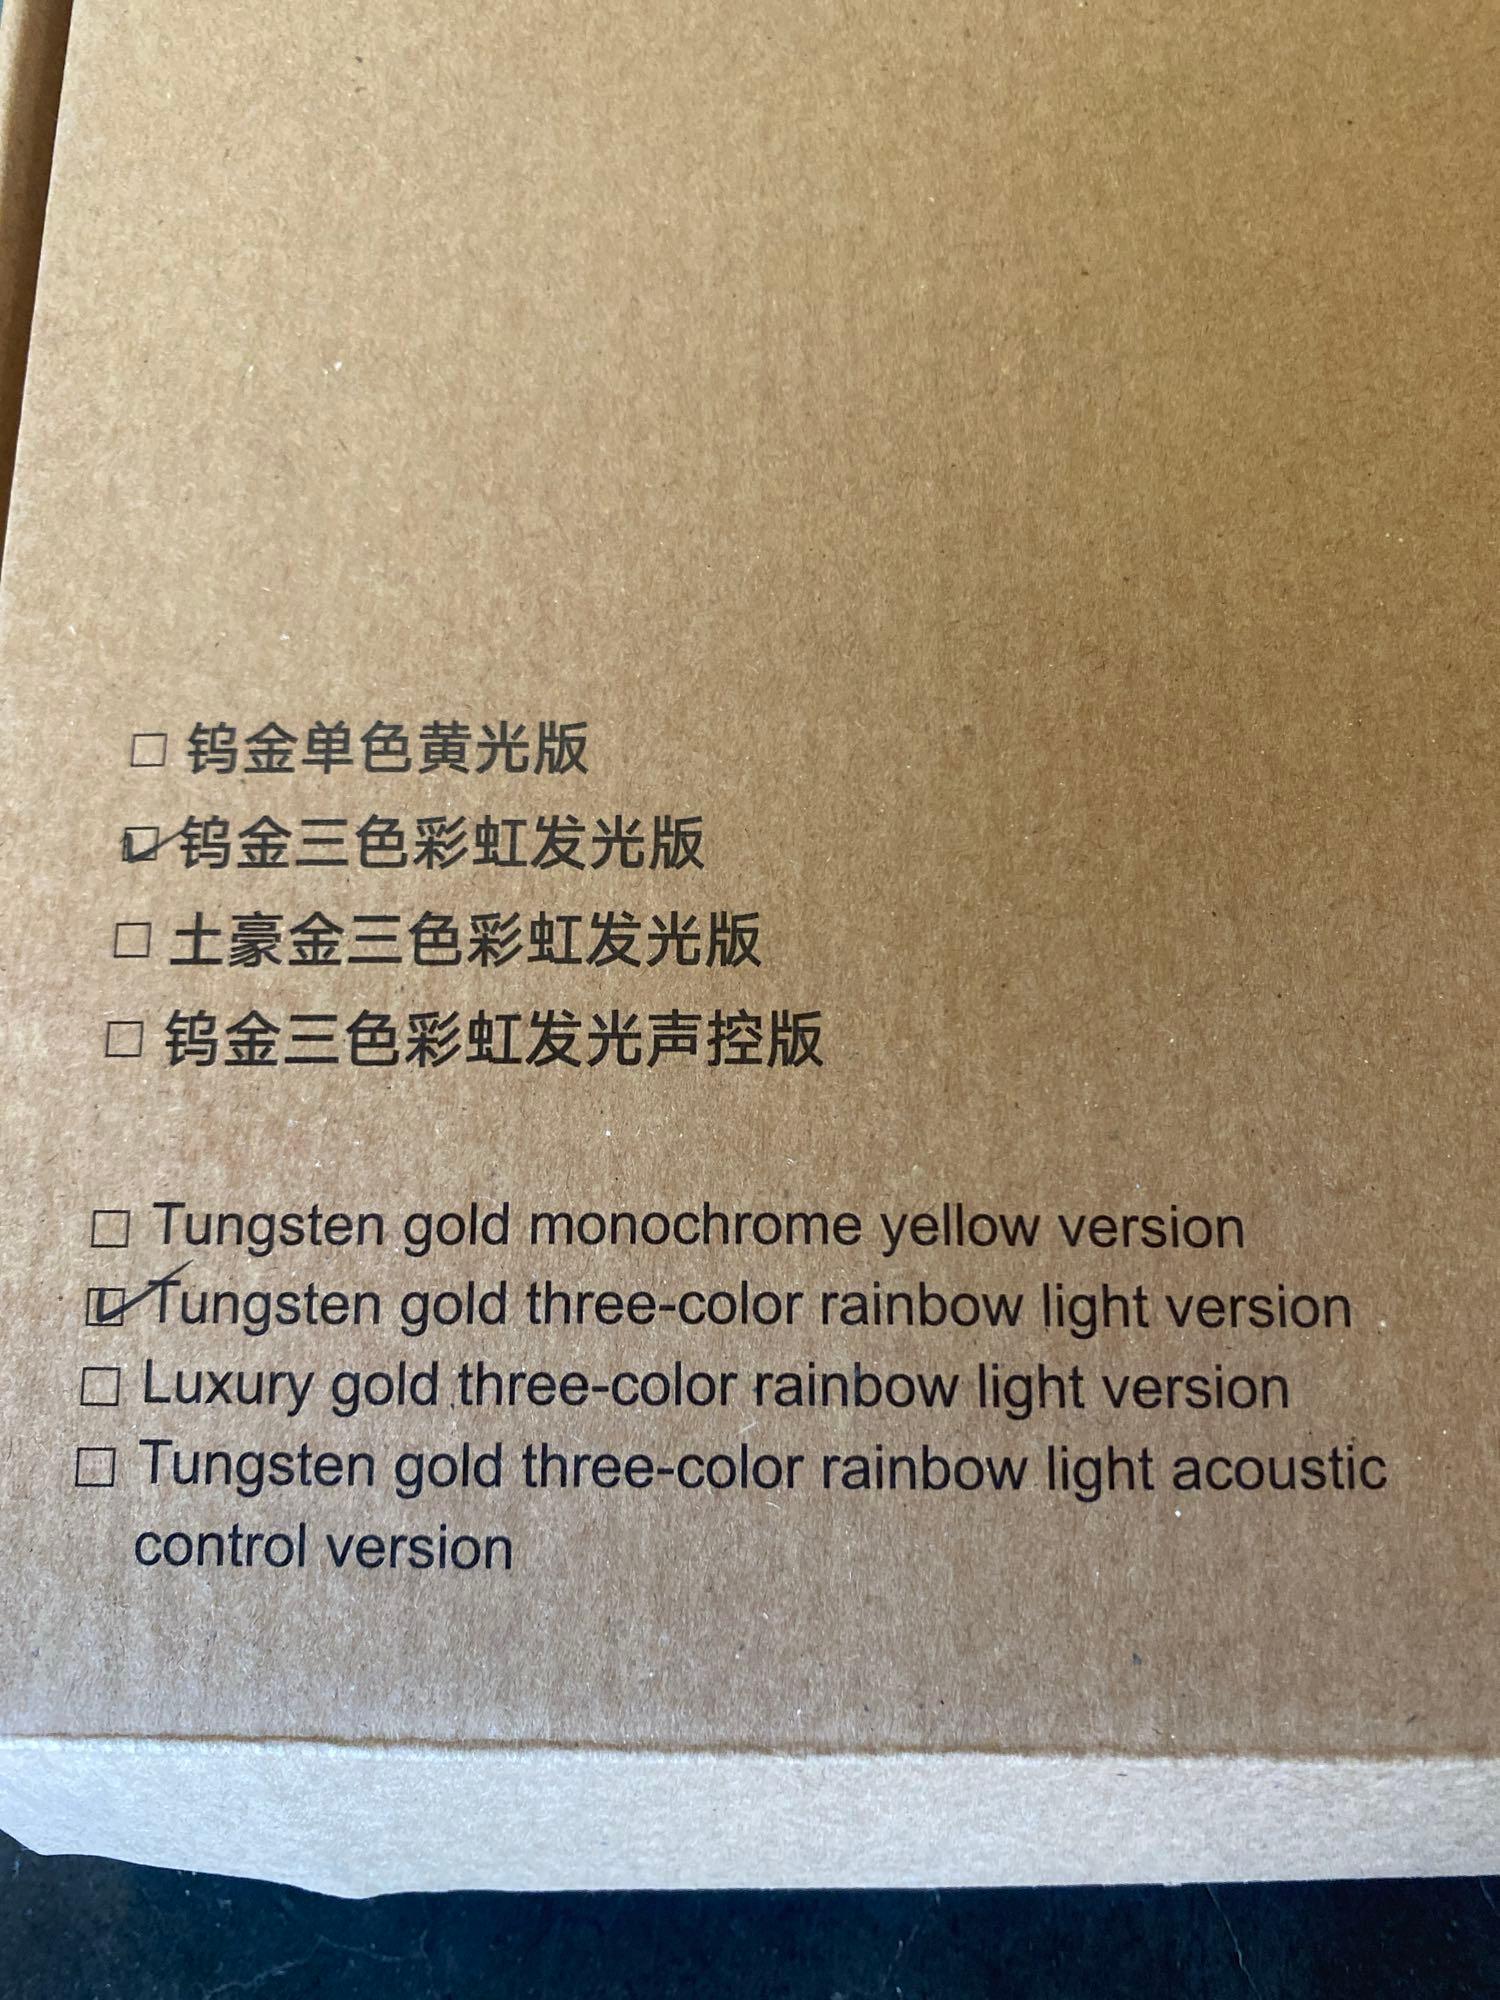 □ 钨金单色黄光版
☑ 钨金三色彩虹发光版
□ 土豪金三色彩虹发光版
□ 钨金三色彩虹发光声控版
□ Tungsten gold monochrome yellow version
☑ Tungsten gold three-color rainbow light version
□ Luxury gold three-color rainbow light version
□ Tungsten gold three-color rainbow light acoustic
control version